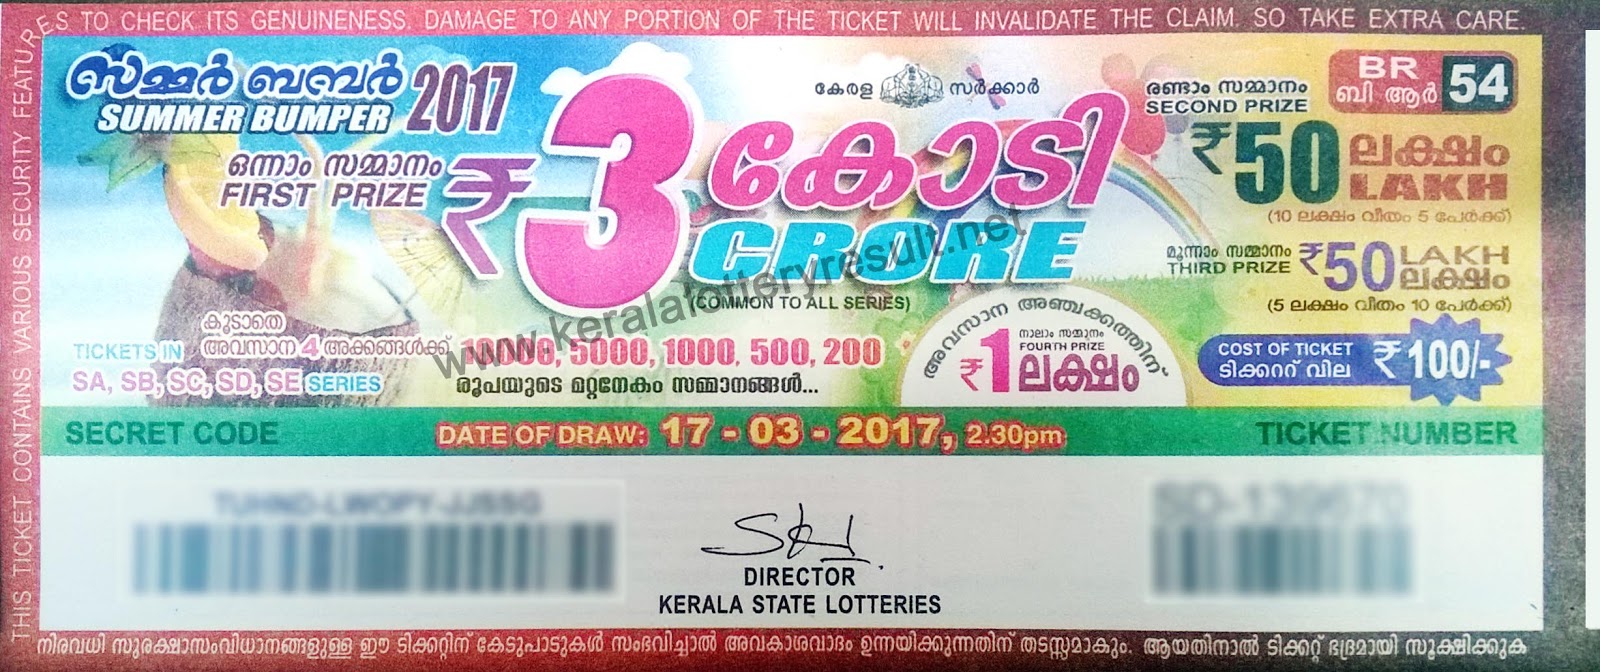 THIS TICKET CONTAINS VARIOUS SECURITY FEATURES TO CHECK ITS GENUINENESS. DAMAGE TO ANY PORTION OF THE TICKET WILL INVALIDATE THE CLAIM. SO TAKE EXTRA CARE.
സമ്മർ ബമ്പർ 2017
SUMMER BUMPER
ഒന്നാം സമ്മാനം
FIRST PRIZE
₹3 കോടി
CRORE
(COMMON TO ALL SERIES)
കേരള സർക്കാർ
BR 54
ബി ആർ
രണ്ടാം സമ്മാനം
SECOND PRIZE
₹50 ലക്ഷം
LAKH
(10 ലക്ഷം വീതം 5 പേർക്ക്)
മൂന്നാം സമ്മാനം
THIRD PRIZE
₹50 LAKH
ലക്ഷം
(5 ലക്ഷം വീതം 10 പേർക്ക്)
www.keralalotteryresult.net
TICKETS IN
SA, SB, SC, SD, SE SERIES
കൂടാതെ
അവസാന 4 അക്കങ്ങൾക്ക്
10000, 5000, 1000, 500, 200
രൂപയുടെ മറ്റനേകം സമ്മാനങ്ങൾ...
അവസാന അഞ്ചക്കത്തിന്
നാലാം സമ്മാനം
FOURTH PRIZE
₹1 ലക്ഷം
COST OF TICKET
ടിക്കറ്റ് വില
₹100/-
SECRET CODE
DATE OF DRAW: 17 - 03 - 2017, 2.30pm
TICKET NUMBER
DIRECTOR
KERALA STATE LOTTERIES
നിരവധി സുരക്ഷാസംവിധാനങ്ങളുള്ള ഈ ടിക്കറ്റിന് കേടുപാടുകൾ സംഭവിച്ചാൽ അവകാശവാദം ഉന്നയിക്കുന്നതിന് തടസ്സമാകും. ആയതിനാൽ ടിക്കറ്റ് ഭദ്രമായി സൂക്ഷിക്കുക